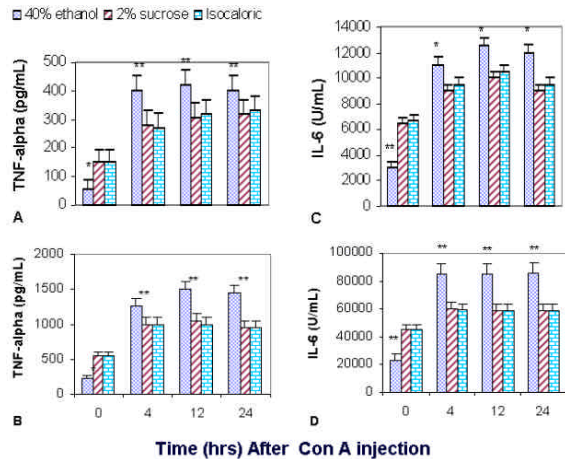 40% ethanol 2% sucrose Isocaloric
TNF-alpha (pg/mL)
500
400
300
200
100
0
* ** ** **
A
IL-6 (U/mL)
14000
12000
10000
8000
6000
4000
2000
0
** * * *
C
TNF-alpha (pg/mL)
2000
1500
1000
500
0
* ** ** **
0 4 12 24
B
IL-6 (U/mL)
100000
80000
60000
40000
20000
0
** ** ** **
0 4 12 24
D
Time (hrs) After Con A injection